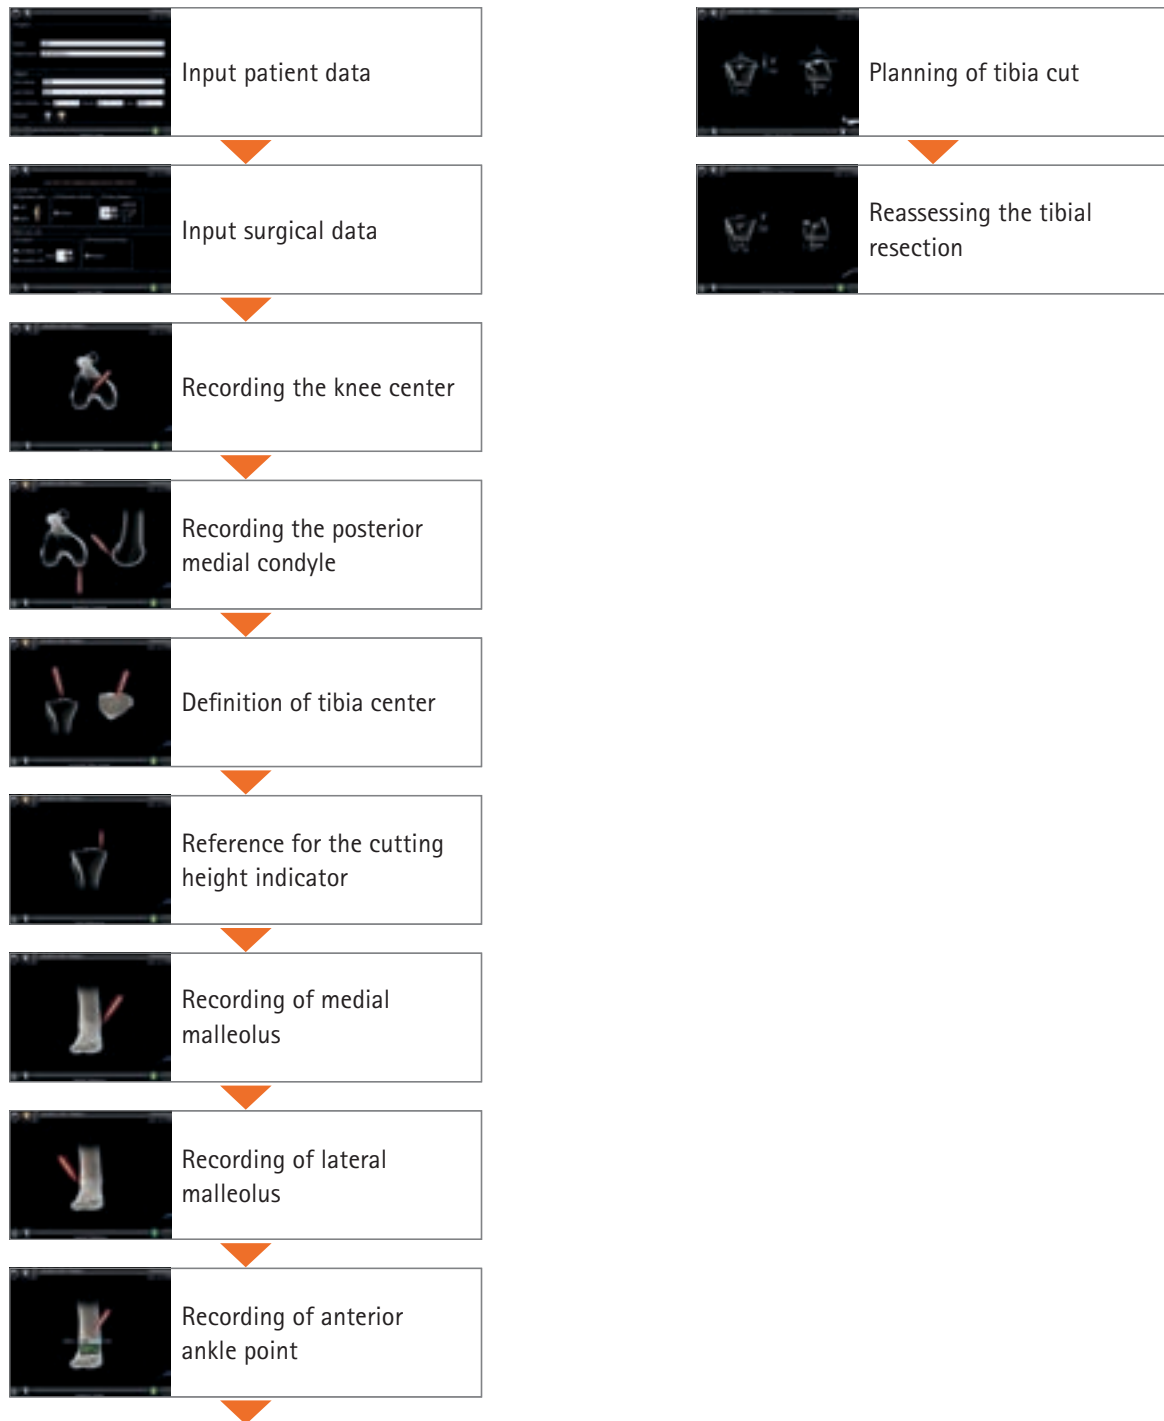 Input patient data
Input surgical data
Recording the knee center
Recording the posterior
medial condyle
Definition of tibia center
Reference for the cutting
height indicator
Recording of medial
malleolus
Recording of lateral
malleolus
Recording of anterior
ankle point
Planning of tibia cut
Reassessing the tibial
resection